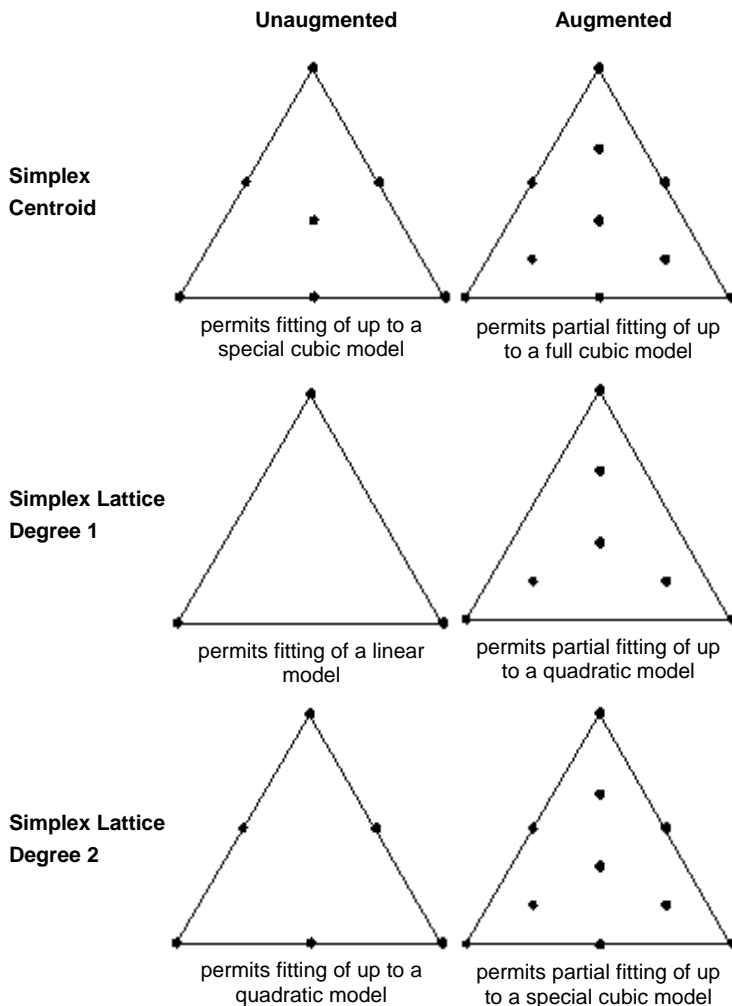 Unaugmented
Augmented
Simplex
Centroid
permits fitting of up to a
special cubic model
permits partial fitting of up
to a full cubic model
Simplex Lattice
Degree 1
permits fitting of a linear
model
permits partial fitting of up
to a quadratic model
Simplex Lattice
Degree 2
permits fitting of up to a
quadratic model
permits partial fitting of up
to a special cubic model